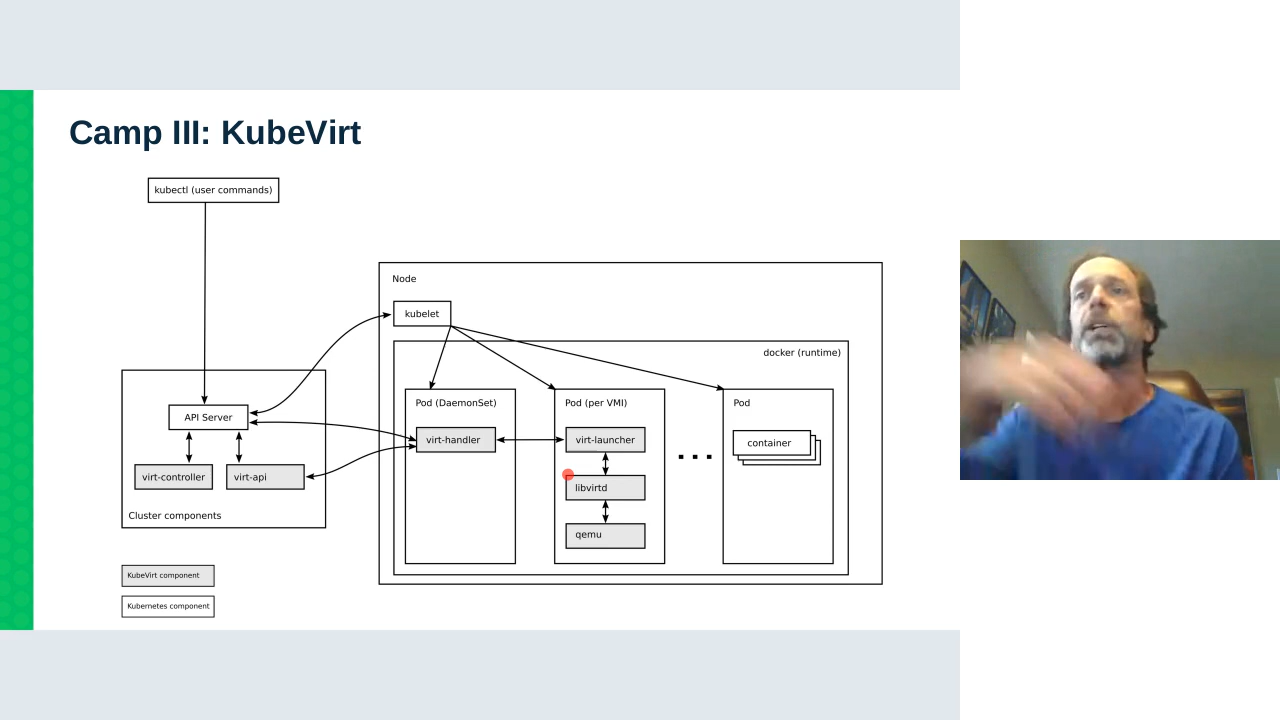 Camp III: KubeVirt
kubectl (user commands)
Node
kubelet
docker (runtime)
API Server
virt-controller
virt-api
Cluster components
Pod (DaemonSet)
virt-handler
Pod (per VMI)
virt-launcher
libvirtd
qemu
Pod
container
KubeVirt component
Kubernetes component